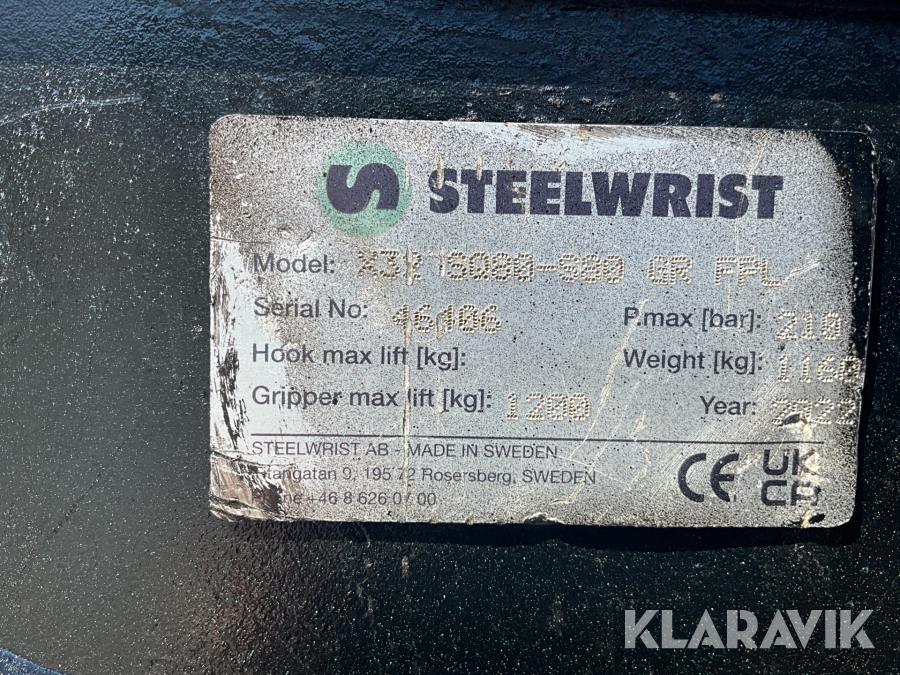 STEELWRIST
Model: SQ80-S80 GR FPL
Serial No: P.max [bar]: 210
Hook max lift [kg]: Weight [kg]: 1160
Gripper max lift [kg]: 1200 Year:
STEELWRIST AB - MADE IN SWEDEN
9, 195 72 Rosersberg, SWEDEN
+46 8 626 07 00
CE UK CA
KLARAVIK